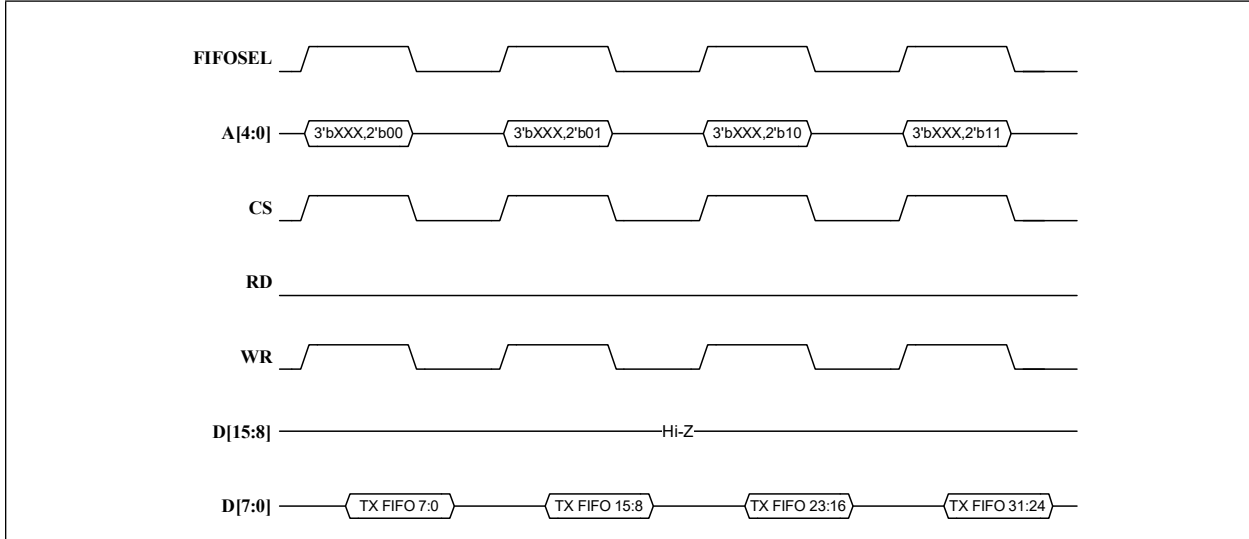 FIFOSEL
A[4:0] 3'bXXX,2'b00 3'bXXX,2'b01 3'bXXX,2'b10 3'bXXX,2'b11
CS
RD
WR
D[15:8] Hi-Z
D[7:0] TX FIFO 7:0 TX FIFO 15:8 TX FIFO 23:16 TX FIFO 31:24